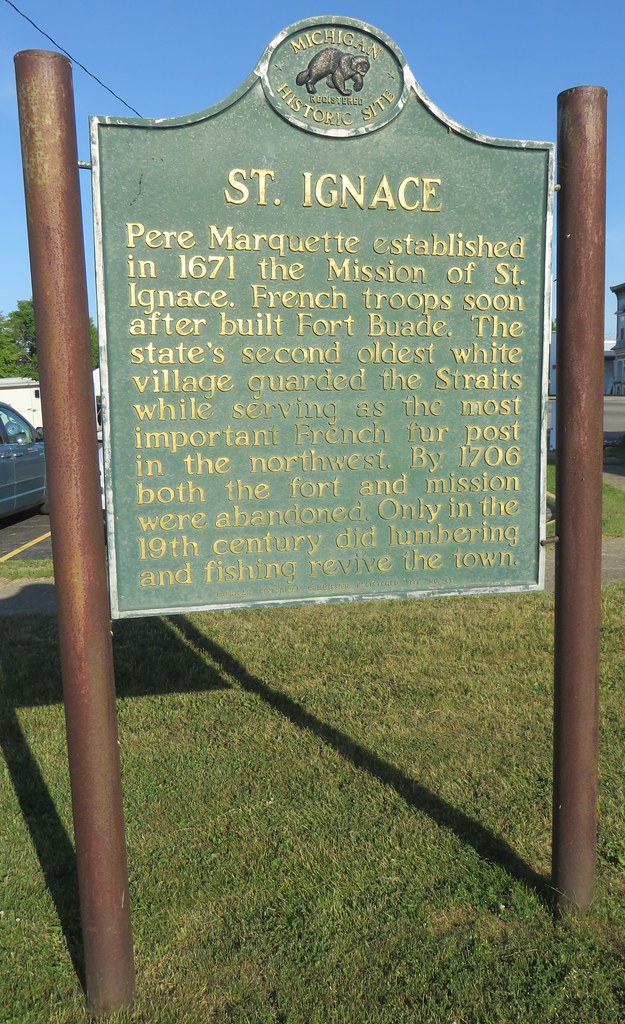 MICHIGAN
REGISTERED
HISTORIC SITE
ST. IGNACE
Pere Marquette established
in 1671 the Mission of St.
Ignace. French troops soon
after built Fort Buade. The
state's second oldest white
village guarded the Straits
while serving as the most
important French fur post
in the northwest. By 1706
both the fort and mission
were abandoned. Only in the
19th century did lumbering
and fishing revive the town.